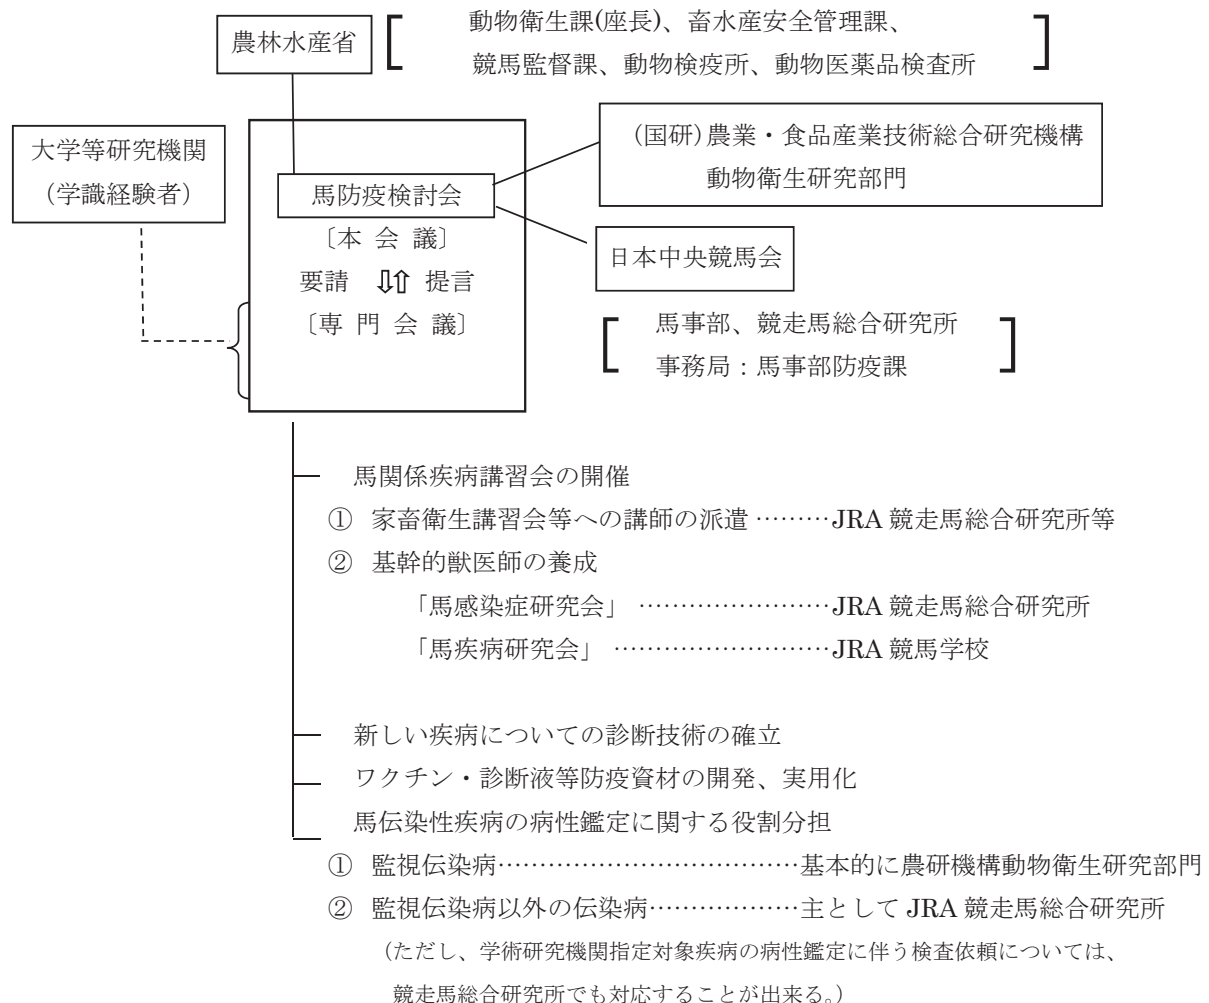 農林水産省
動物衛生課(座長)、畜水産安全管理課、
競馬監督課、動物検疫所、動物医薬品検査所
大学等研究機関
（学識経験者）
（国研）農業・食品産業技術総合研究機構
動物衛生研究部門
馬防疫検討会
〔本 会 議〕
要請 ⇩⇧ 提言
〔専 門 会 議〕
日本中央競馬会
馬事部、競走馬総合研究所
事務局：馬事部防疫課
馬関係疾病講習会の開催
① 家畜衛生講習会等への講師の派遣 ………JRA 競走馬総合研究所等
② 基幹的獣医師の養成
「馬感染症研究会」 ……………………JRA 競走馬総合研究所
「馬疾病研究会」 ………………………JRA 競馬学校
新しい疾病についての診断技術の確立
ワクチン・診断液等防疫資材の開発、実用化
馬伝染性疾病の病性鑑定に関する役割分担
① 監視伝染病………………………………基本的に農研機構動物衛生研究部門
② 監視伝染病以外の伝染病………………主として JRA 競走馬総合研究所
（ただし、学術研究機関指定対象疾病の病性鑑定に伴う検査依頼については、
競走馬総合研究所でも対応することが出来る。）